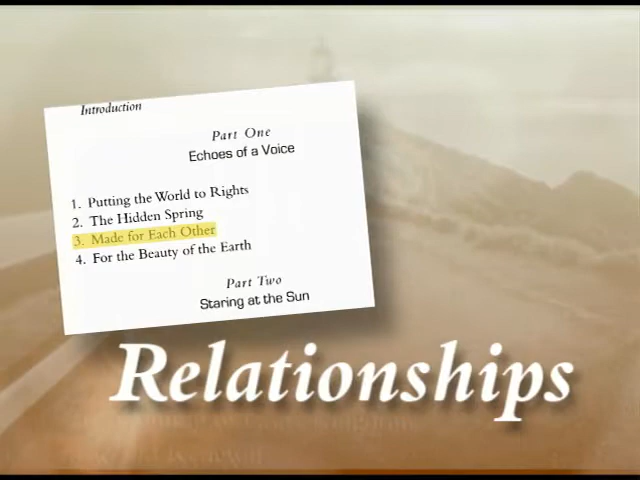 Introduction
Part One
Echoes of a Voice
1. Putting the World to Rights
2. The Hidden Spring
3. Made for Each Other
4. For the Beauty of the Earth
Part Two
Staring at the Sun
Relationships